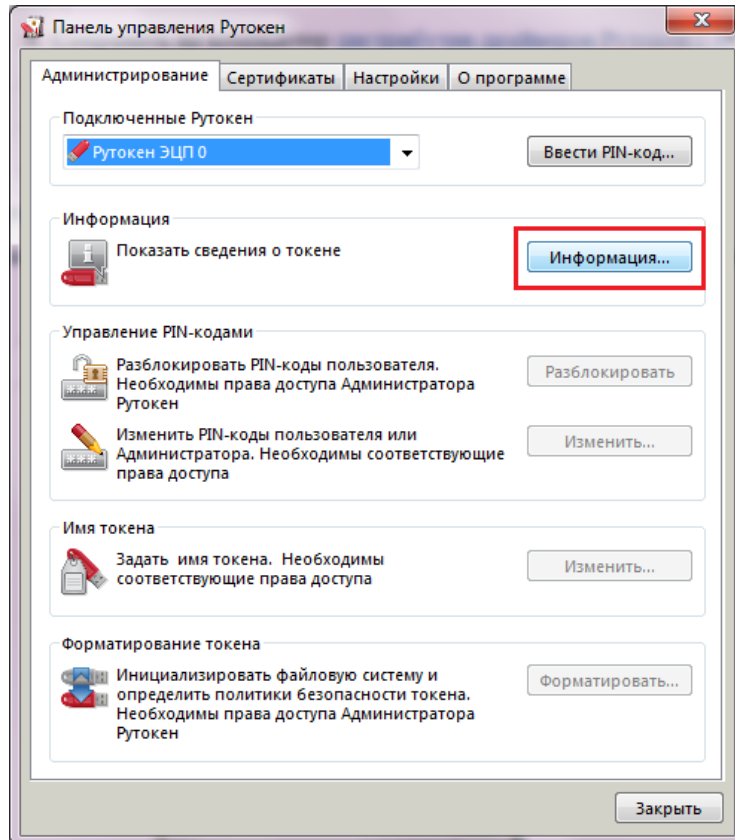 Панель управления Рутокен
Администрирование Сертификаты Настройки О программе
Подключенные Рутокен
Рутокен ЭЦП 0
Ввести PIN-код...
Информация
Показать сведения о токене
Информация...
Управление PIN-кодами
Разблокировать PIN-коды пользователя.
Необходимы права доступа Администратора
Рутокен
Разблокировать
Изменить PIN-коды пользователя или
Администратора. Необходимы соответствующие
права доступа
Изменить...
Имя токена
Задать имя токена. Необходимы
соответствующие права доступа
Изменить...
Форматирование токена
Инициализировать файловую систему и
определить политики безопасности токена.
Необходимы права доступа Администратора
Рутокен
Форматировать...
Закрыть